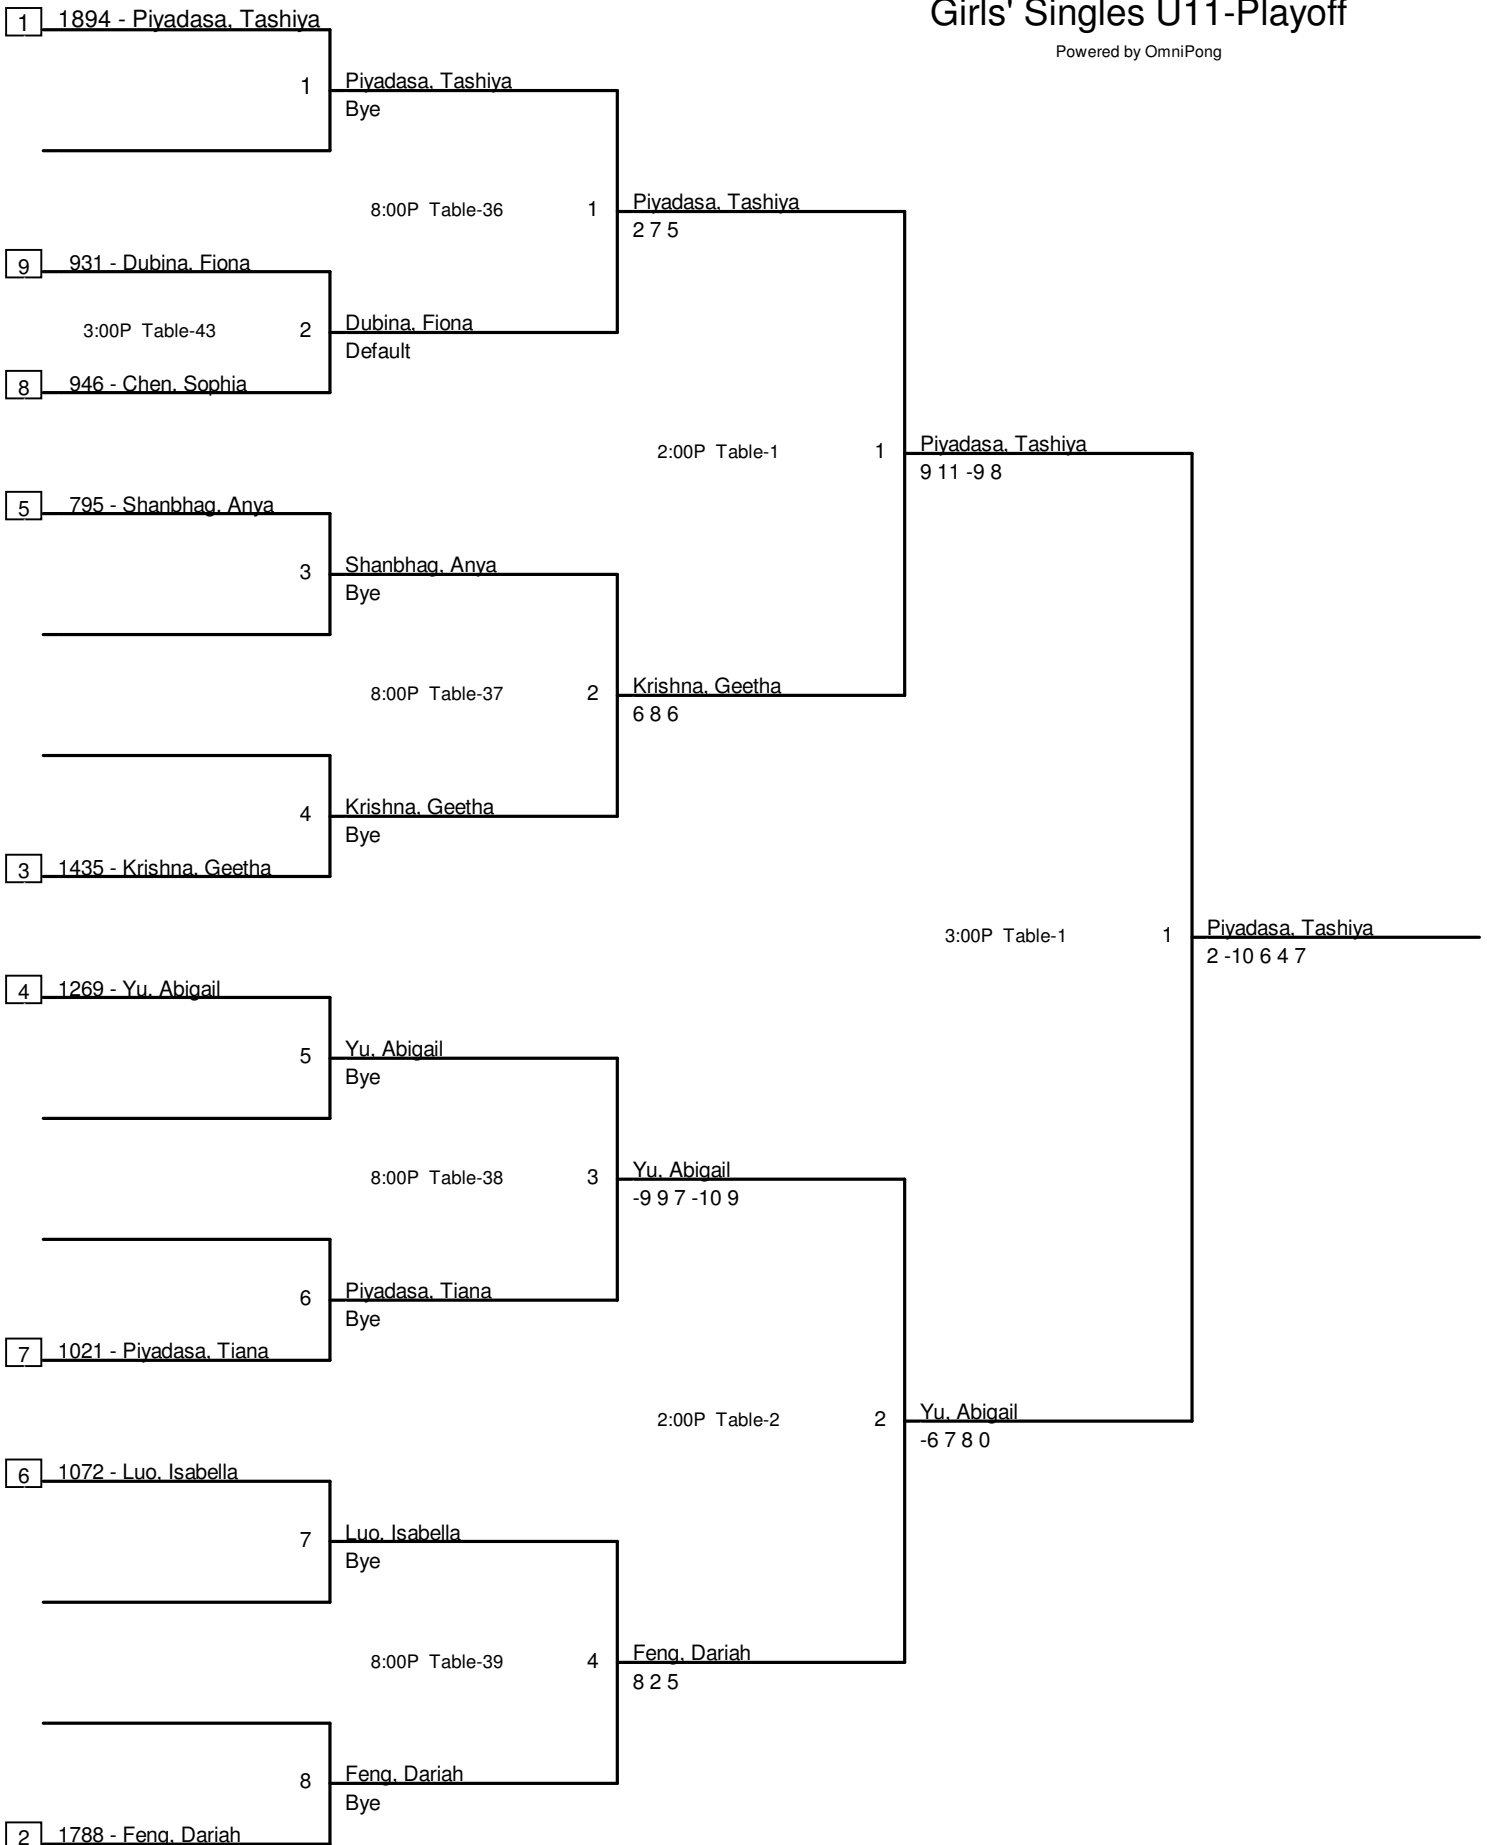 Girls' Singles U11-Playoff
Powered by OmniPong
1 1894 - Piyadasa, Tashiya
1 Piyadasa, Tashiya
Bye
8:00P Table-36 1 Piyadasa, Tashiya
2 7 5
9 931 - Dubina, Fiona
3:00P Table-43 2 Dubina, Fiona
Default
8 946 - Chen, Sophia
2:00P Table-1 1 Piyadasa, Tashiya
9 11 -9 8
5 795 - Shanbhag, Anya
3 Shanbhag, Anya
Bye
8:00P Table-37 2 Krishna, Geetha
6 8 6
4 Krishna, Geetha
Bye
3 1435 - Krishna, Geetha
3:00P Table-1 1 Piyadasa, Tashiya
2 -10 6 4 7
4 1269 - Yu, Abigail
5 Yu, Abigail
Bye
8:00P Table-38 3 Yu, Abigail
-9 9 7 -10 9
6 Piyadasa, Tiana
Bye
7 1021 - Piyadasa, Tiana
2:00P Table-2 2 Yu, Abigail
-6 7 8 0
6 1072 - Luo, Isabella
7 Luo, Isabella
Bye
8:00P Table-39 4 Feng, Dariah
8 2 5
8 Feng, Dariah
Bye
2 1788 - Feng, Dariah